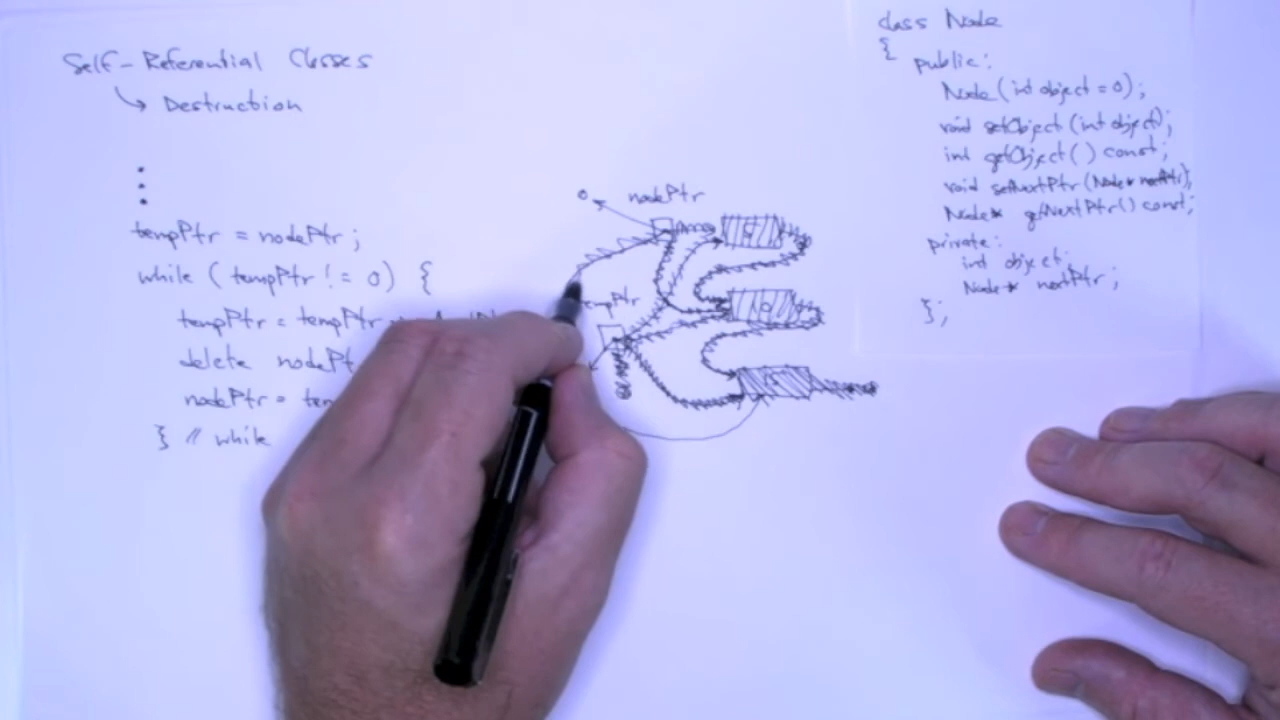 Self-Referential Classes
↳ Destruction
tempPtr = nodePtr;
while (tempPtr != 0) {
tempPtr = tempPtr
delete
nodePtr =
} // while
0
nodePtr
class Node
{
public:
Node(int object = 0);
void setObject(int object);
int getObject() const;
void setNextPtr(Node* nextPtr);
Node* getNextPtr() const;
private:
int object;
Node* nextPtr;
};